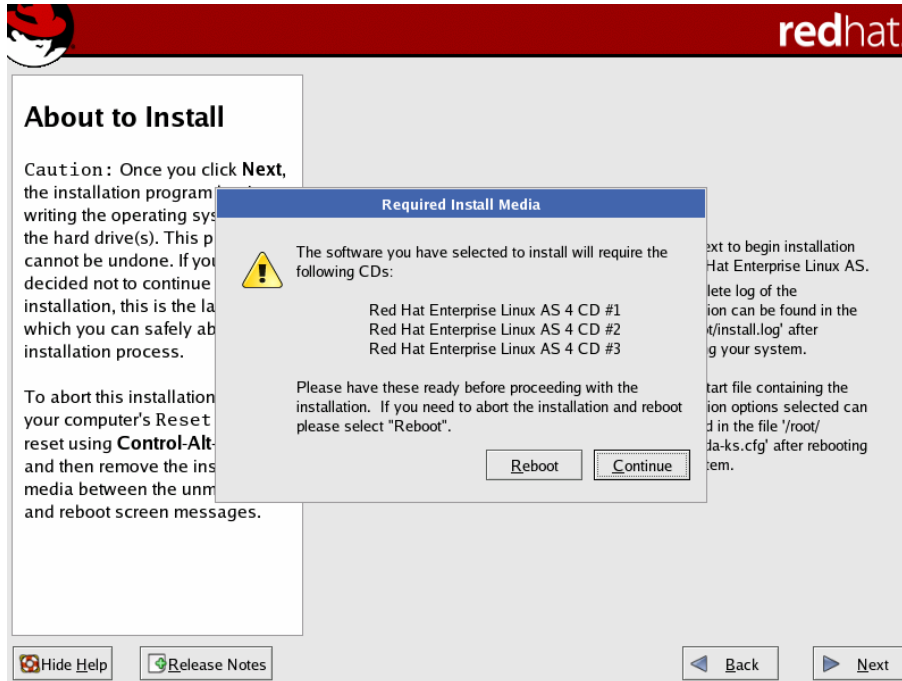 redhat.
About to Install
Caution: Once you click Next,
the installation program
writing the operating sys
the hard drive(s). This p
cannot be undone. If you
decided not to continue
installation, this is the la
which you can safely ab
installation process.
To abort this installation
your computer's Reset
reset using Control-Alt-
and then remove the ins
media between the unm
and reboot screen messages.
Required Install Media
The software you have selected to install will require the
following CDs:
Red Hat Enterprise Linux AS 4 CD #1
Red Hat Enterprise Linux AS 4 CD #2
Red Hat Enterprise Linux AS 4 CD #3
Please have these ready before proceeding with the
installation. If you need to abort the installation and reboot
please select "Reboot".
Reboot
Continue
ext to begin installation
Hat Enterprise Linux AS.
lete log of the
ion can be found in the
t/install.log' after
g your system.
tart file containing the
ion options selected can
d in the file '/root/
da-ks.cfg' after rebooting
tem.
Hide Help
Release Notes
Back
Next